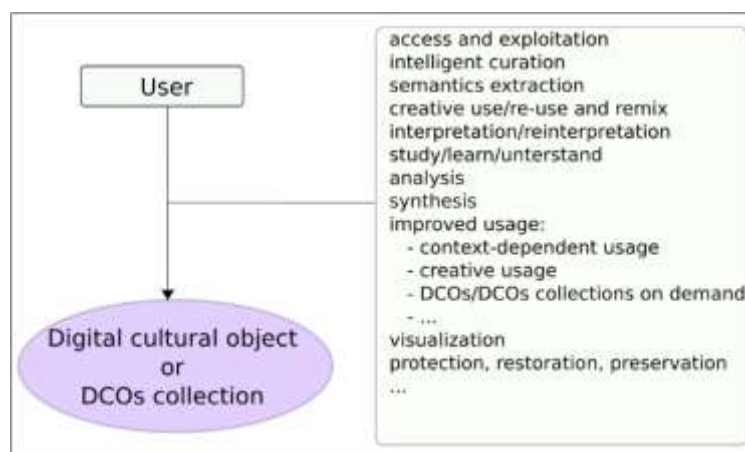 User
Digital cultural object
or
DCOs collection
access and exploitation
intelligent curation
semantics extraction
creative use/re-use and remix
interpretation/reinterpretation
study/learn/unterstand
analysis
synthesis
improved usage:
- context-dependent usage
- creative usage
- DCOs/DCOs collections on demand
- ...
visualization
protection, restoration, preservation
...